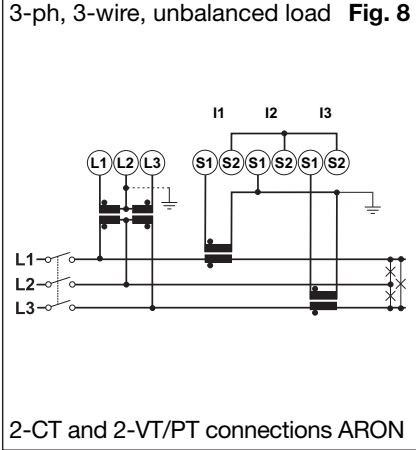 3-ph, 3-wire, unbalanced load Fig. 8
I1 I2 I3
L1 L2 L3 S1 S2 S1 S2 S1 S2
L1
L2
L3
2-CT and 2-VT/PT connections ARON